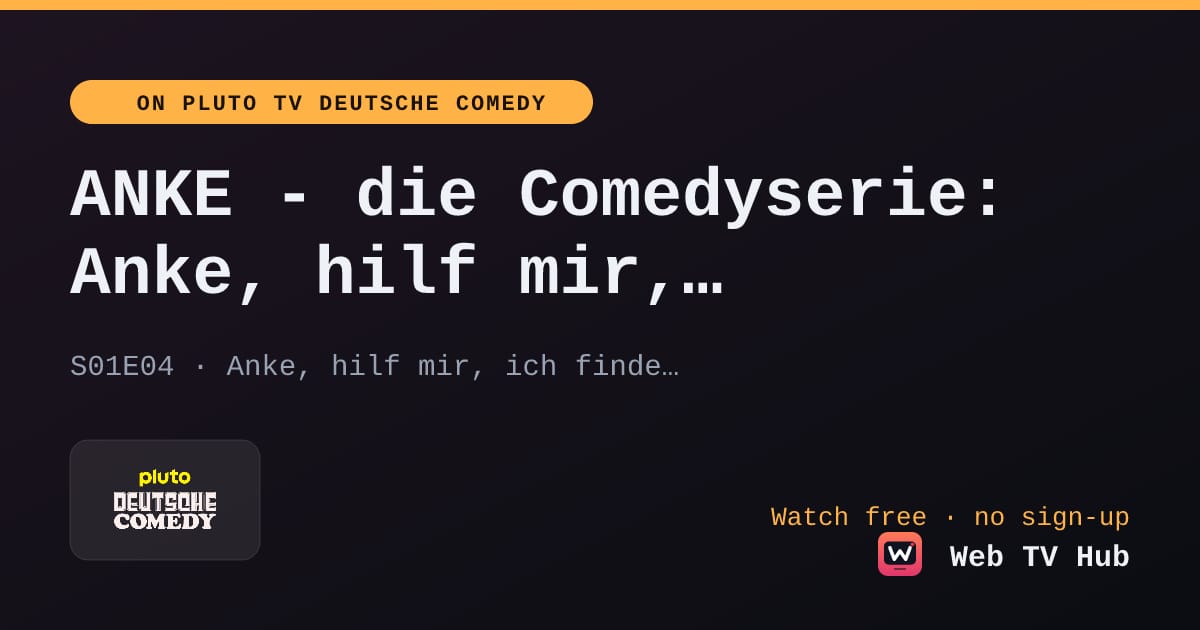 ON PLUTO TV DEUTSCHE COMEDY
ANKE - die Comedyserie:
Anke, hilf mir,…
S01E04 · Anke, hilf mir, ich finde…
pluto
DEUTSCHE
COMEDY
Watch free · no sign-up
W
Web TV Hub